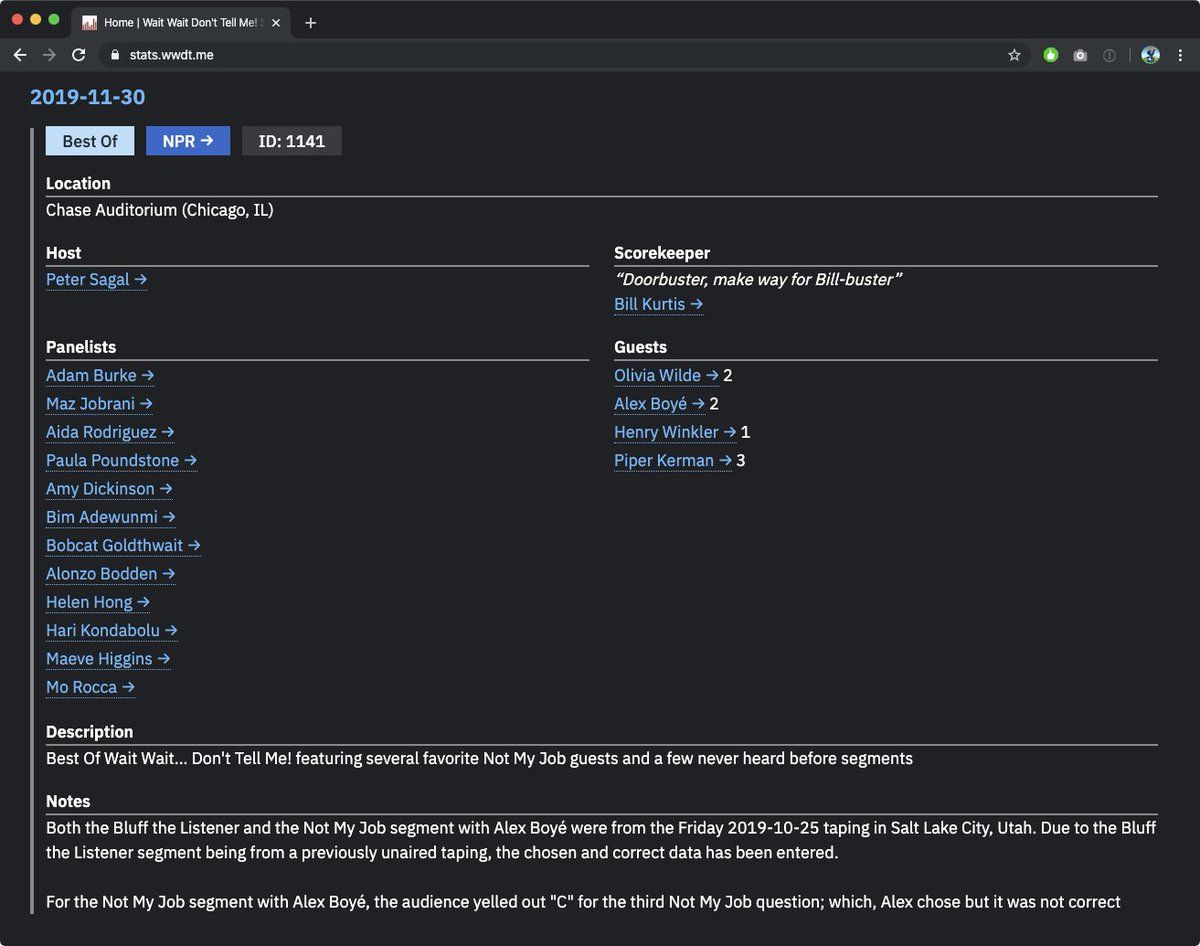 Home | Wait Wait Don't Tell Me!
stats.wwdt.me
2019-11-30
Best Of NPR → ID: 1141
Location
Chase Auditorium (Chicago, IL)
Host
Peter Sagal →
Scorekeeper
“Doorbuster, make way for Bill-buster”
Bill Kurtis →
Panelists
Adam Burke →
Maz Jobrani →
Aida Rodriguez →
Paula Poundstone →
Amy Dickinson →
Bim Adewunmi →
Bobcat Goldthwait →
Alonzo Bodden →
Helen Hong →
Hari Kondabolu →
Maeve Higgins →
Mo Rocca →
Guests
Olivia Wilde → 2
Alex Boyé → 2
Henry Winkler → 1
Piper Kerman → 3
Description
Best Of Wait Wait... Don't Tell Me! featuring several favorite Not My Job guests and a few never heard before segments
Notes
Both the Bluff the Listener and the Not My Job segment with Alex Boyé were from the Friday 2019-10-25 taping in Salt Lake City, Utah. Due to the Bluff
the Listener segment being from a previously unaired taping, the chosen and correct data has been entered.
For the Not My Job segment with Alex Boyé, the audience yelled out "C" for the third Not My Job question; which, Alex chose but it was not correct